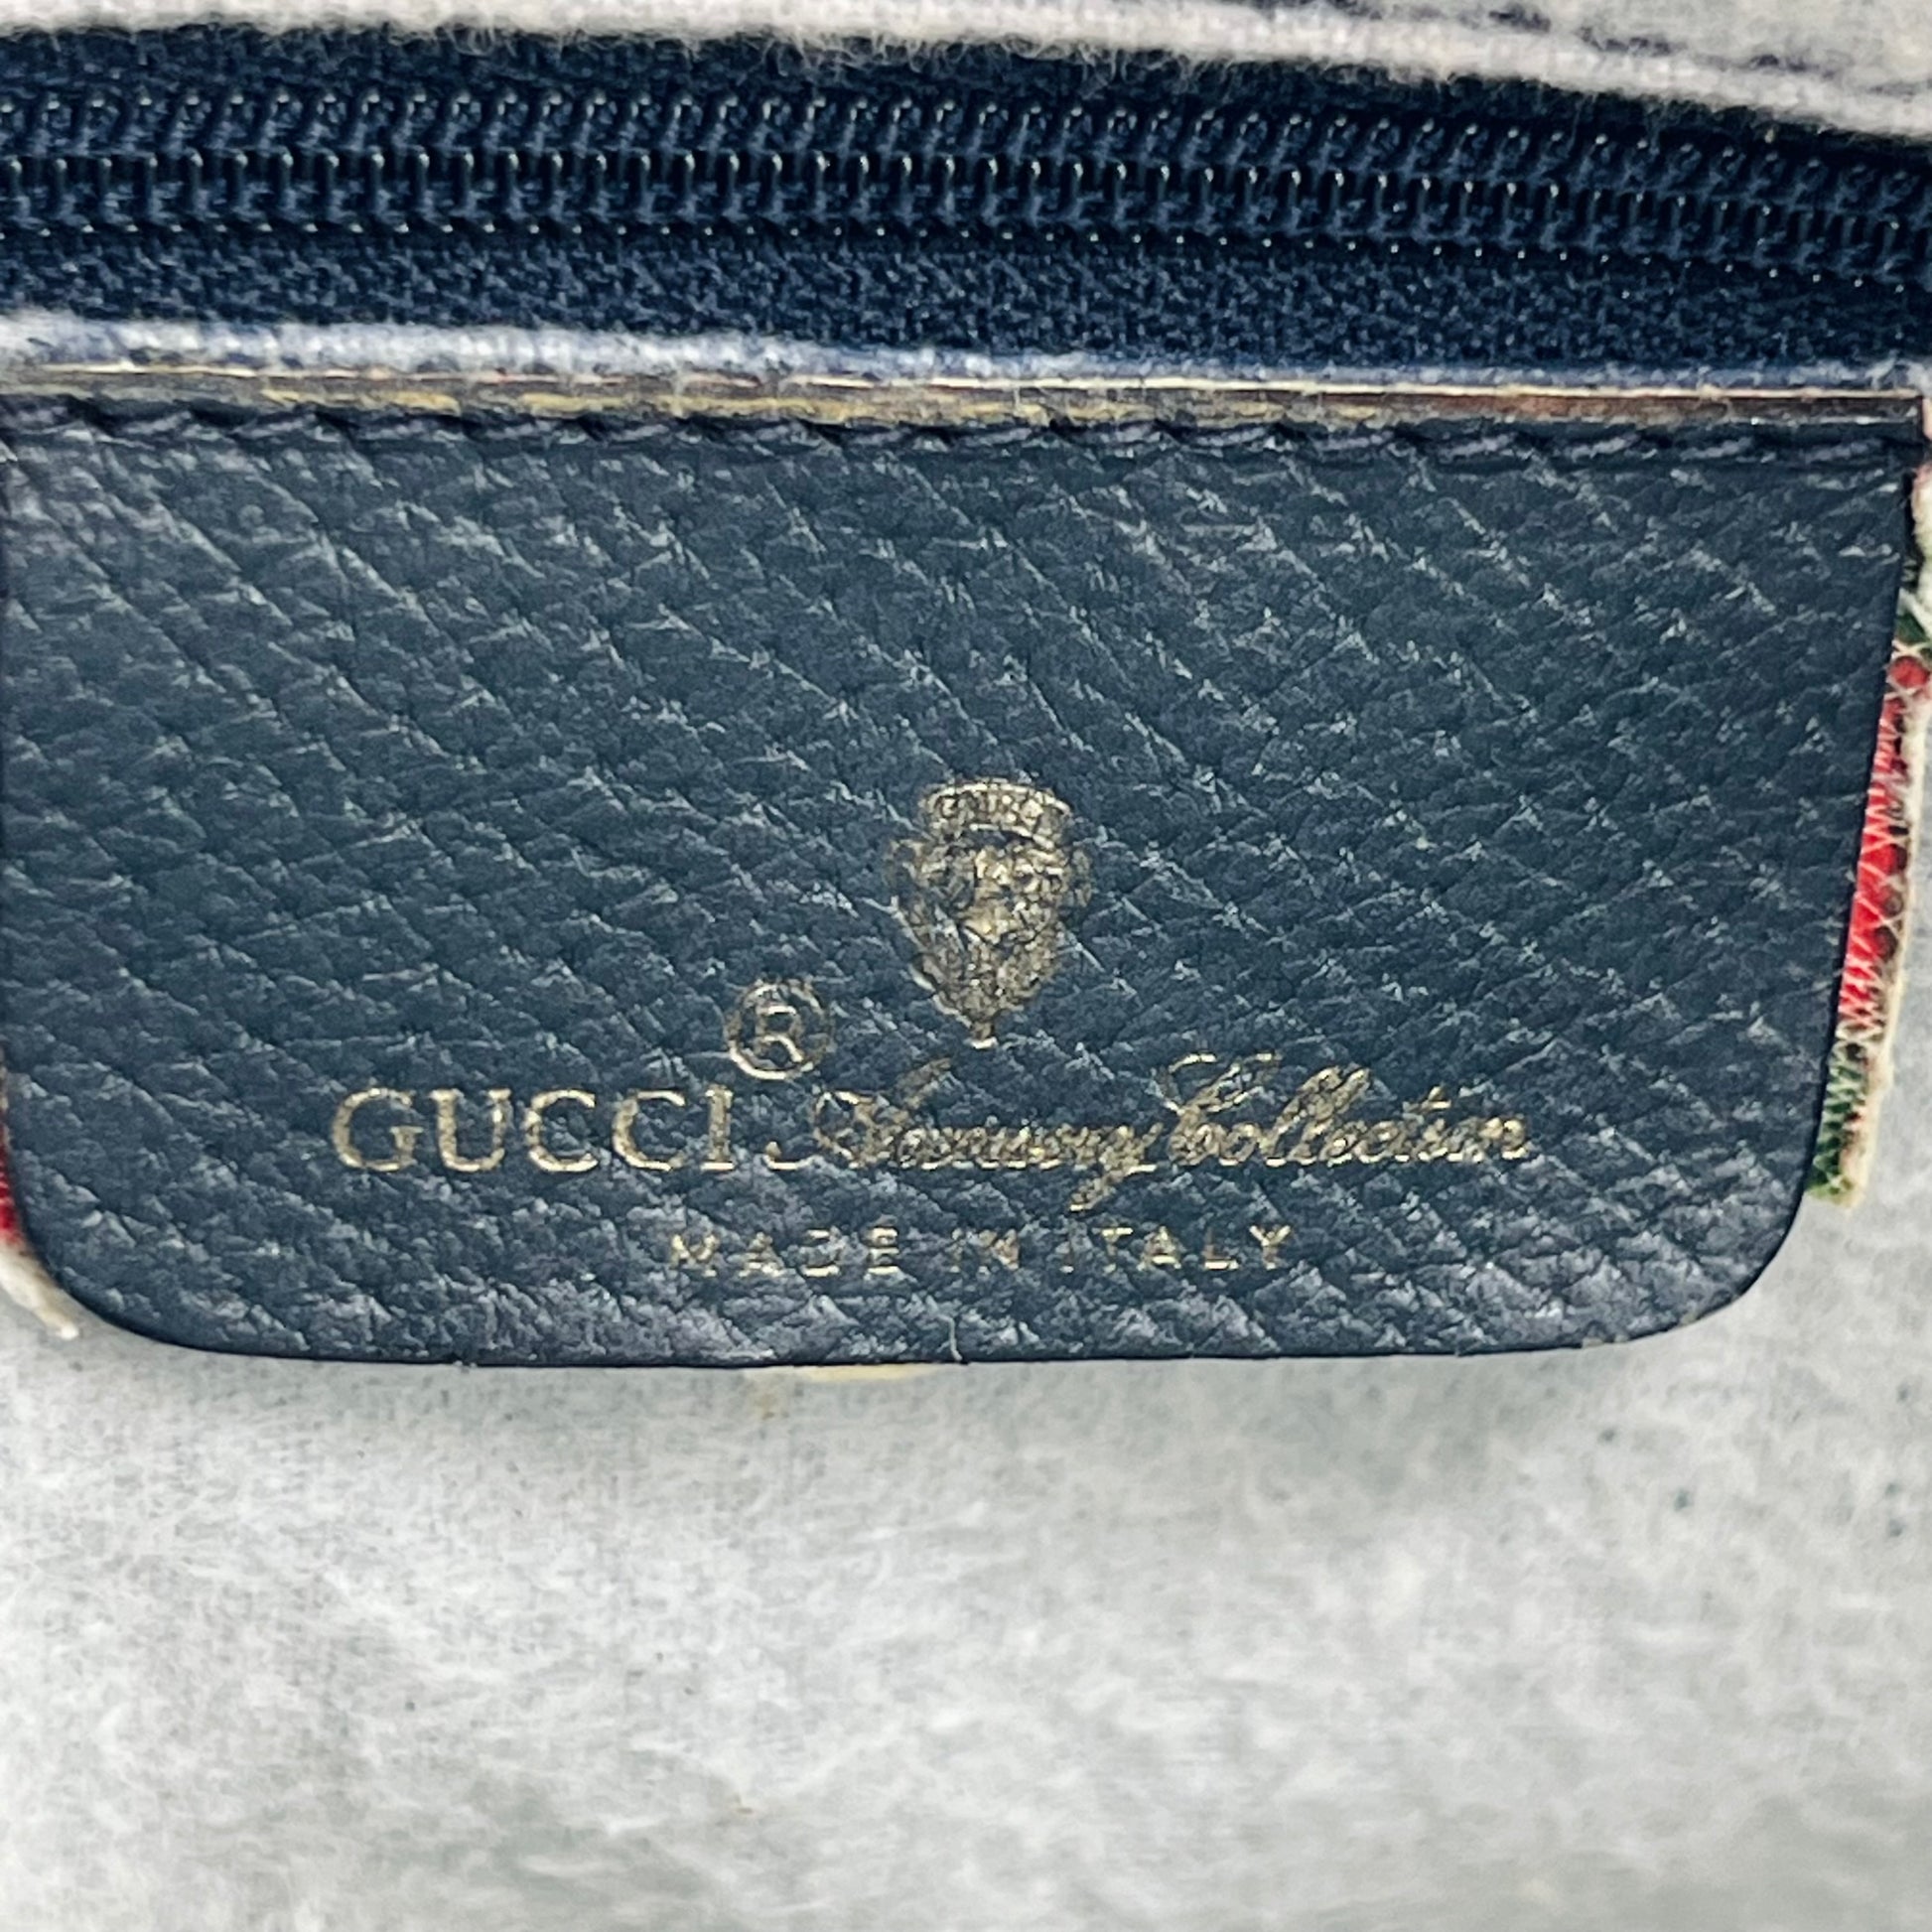 ®
GUCCI Accessory Collection
MADE IN ITALY